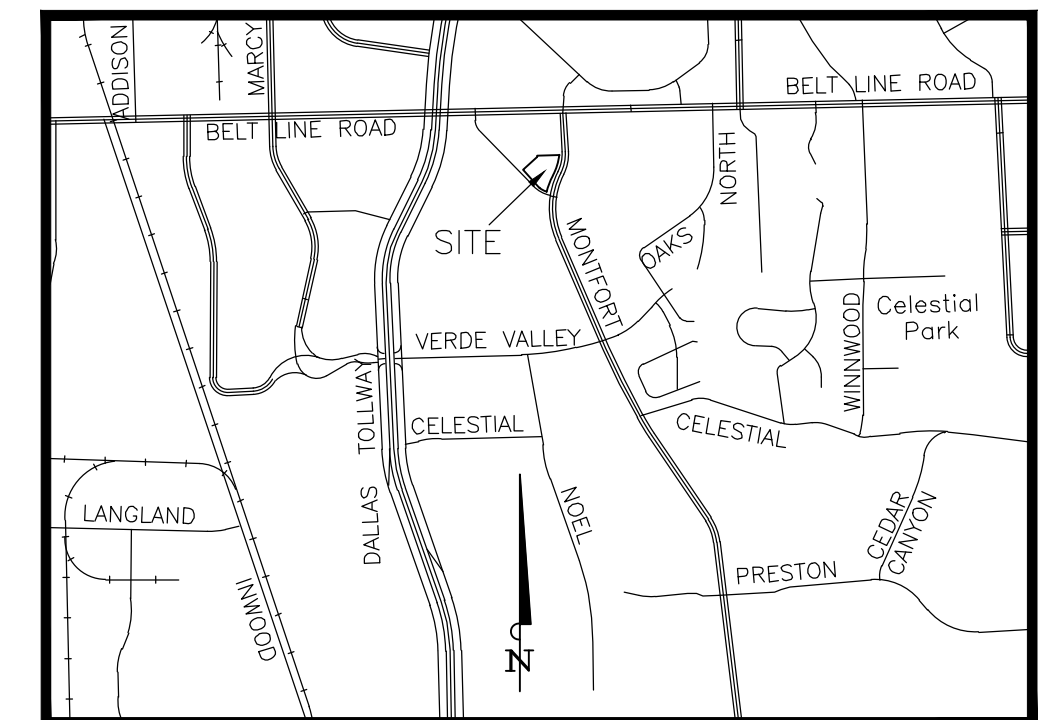 ADDISON
MARCY
BELT LINE ROAD
BELT LINE ROAD
NORTH
SITE
OAKS
MONTFORT
Celestial
Park
VERDE VALLEY
WINNWOOD
TOLLWAY
CELESTIAL
CELESTIAL
DALLAS
NOEL
LANGLAND
CEDAR
CANYON
PRESTON
INWOOD
N